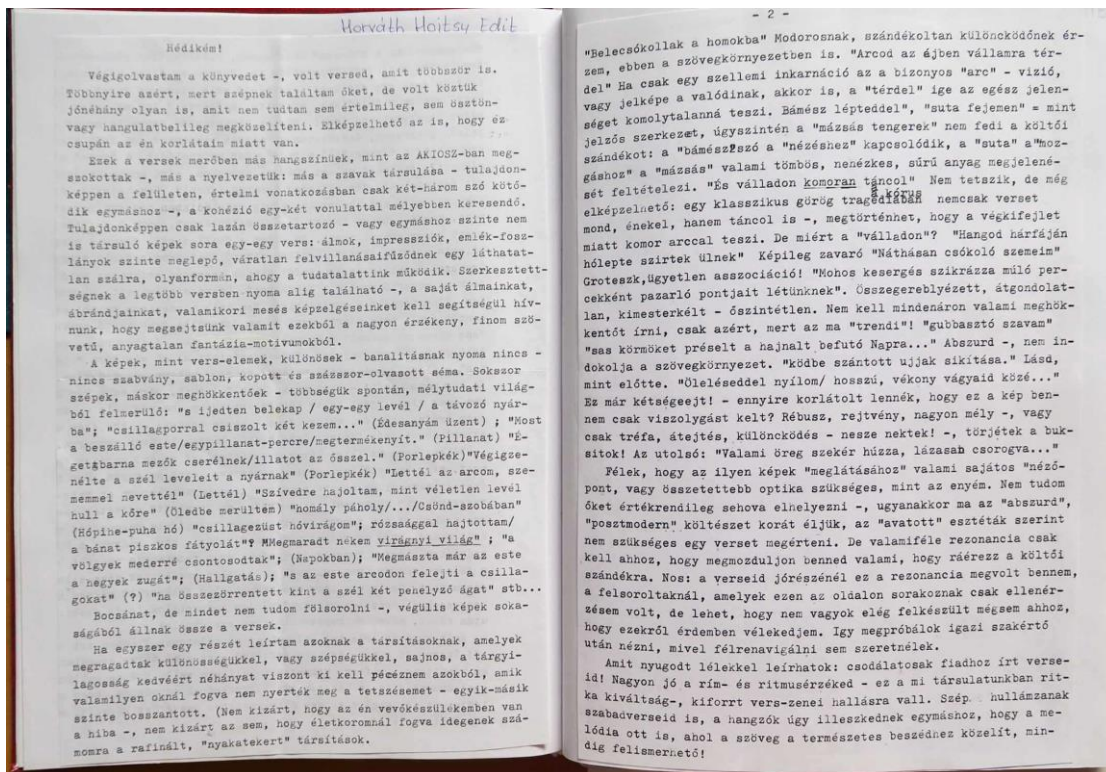 Horváth Hoitsy Edit
Hédikém!
Végigolvastam a könyvedet -, volt versed, amit többször is.
Többnyire azért, mert szépnek találtam őket, de volt köztük
jónéhány olyan is, amit nem tudtam sem értelmileg, sem ösztön-
vagy hangulatbelileg megközelíteni. Elképzelhető az is, hogy ez
csupán az én korlátaim miatt van.
Ezek a versek merőben más hangszínűek, mint az AKIOSZ-ban meg-
szokottak -, más a nyelvezetük: más a szavak társulása - tulajdon-
képpen a felületen, értelmi vonatkozásban csak két-három szó kötő-
dik egymáshoz -, a kohézió egy-két vonulattal mélyebben keresendő.
Tulajdonképpen csak lazán összetartozó - vagy egymáshoz szinte nem
is társuló képek sora egy-egy vers: álmok, impressziók, emlék-fosz-
lányok szinte meglepő, váratlan felvillanásaifűződnek egy láthatat-
lan szálra, olyanformán, ahogy a tudatalattink működik. Szerkesztett-
ségnek a legtöbb versben nyoma alig található -, a saját álmainkat,
ábrándjainkat, valamikori mesés képzelgéseinket kell segítségül hív-
nunk, hogy megsejtsünk valamit ezekből a nagyon érzékeny, finom szö-
vetű, anyagtalan fantázia-motivumokból.
A képek, mint vers-elemek, különösek - banalitásnak nyoma nincs -
nincs szabvány, sablon, kopott és százszor-olvasott séma. Sokszor
szépek, máskor meghökkentőek - többségük spontán, mélytudati világ-
ból felmerülő: "s ijedten belekap / egy-egy levél / a távozó nyár-
ba"; "csillagporral csiszolt két kezem..." (Édesanyám üzent) ; "Most
a beszálló este/egypillanat-percre/megtermékenyít." (Pillanat) "É-
getgbarna mezők cserélnek/illatot az ősszel." (Porlepkék)"Végigze-
nélte a szél leveleit a nyárnak" (Porlepkék) "Lettél az arcom, sze-
memmel nevettél" (Lettél) "Szívedre hajoltam, mint véletlen levél
hull a kőre" (Öledbe merültem) "homály páholy/.../Csönd-szobában"
(Hópihe-puha hó) "csillagezüst hóvirágom"; rózsaággal hajtottam/
a bánat piszkos fátyolát"? MMegmaradt nekem virágnyi világ" ; "a
völgyek mederré csontosodtak"; (Napokban); "Megmászta már az este
a hegyek zugát"; (Hallgatás); "s az este arcodon felejti a csilla-
gokat" (?) "ha összezörrentett kint a szél két penelyző ágat" stb...
Bocsánat, de mindet nem tudom fölsorolni -, végülis képek soka-
ságából állnak össze a versek.
Ha egyszer egy részét leírtam azoknak a társításoknak, amelyek
megragadtak különösségükkel, vagy szépségükkel, sajnos, a tárgyi-
lagosság kedvéért néhányat viszont ki kell pécéznem azokból, amik
valamilyen oknál fogva nem nyerték meg a tetszésemet - egyik-másik
szinte bosszantott. (Nem kizárt, hogy az én vevőkészülékemben van
a hiba -, nem kizárt az sem, hogy életkoromnál fogva idegenek szá-
momra a rafinált, "nyakatekert" társítások.
- 2 -
"Belecsókollak a homokba" Modorosnak, szándékoltan különcködőnek ér-
zem, ebben a szövegkörnyezetben is. "Arcod az éjben vállamra tér-
del" Ha csak egy szellemi inkarnáció az a bizonyos "arc" - vizió,
vagy jelképe a valódinak, akkor is, a "térdel" ige az egész jelen-
séget komolytalanná teszi. Bámész lépteddel", "suta fejemen" = mint
jelzős szerkezet, úgyszintén a "mázsás tengerek" nem fedi a költői
szándékot: a "bámész szó a "nézéshez" kapcsolódik, a "suta" a"moz-
gáshoz" a "mázsás" valami tömbös, nenézkes, sűrű anyag megjelené-
sét feltételezi. "És válladon komoran táncol" Nem tetszik, de még
elképzelhető: egy klasszikus görög tragédiában a kórus nemcsak verset
mond, énekel, hanem táncol is -, megtörténhet, hogy a végkifejlet
miatt komor arccal teszi. De miért a "válladon"? "Hangod hárfáján
hólepte szirtek ülnek" Képileg zavaró "Náthásan csókoló szemeim"
Groteszk,ügyetlen asszociáció! "Mohos kesergés szikrázza múló per-
cekként pazarló pontjait létünknek". Összegereblyézett, átgondolat-
lan, kimesterkélt - őszintétlen. Nem kell mindenáron valami meghök-
kentőt írni, csak azért, mert az ma "trendi"! "gubbasztó szavam"
"sas körmöket préselt a hajnalt befutó Napra..." Abszurd -, nem in-
dokolja a szövegkörnyezet. "ködbe szántott ujjak sikítása." Lásd,
mint előtte. "Öleléseddel nyílom/ hosszú, vékony vágyaid közé..."
Ez már kétségeejt! - ennyire korlátolt lennék, hogy ez a kép ben-
nem csak viszolygást kelt? Rébusz, rejtvény, nagyon mély -, vagy
csak tréfa, átejtés, különcködés - nesze nektek! -, törjétek a buk-
sitok! Az utolsó: "Valami öreg szekér húzza, lázasan csorogva..."
Félek, hogy az ilyen képek "meglátásához" valami sajátos "néző-
pont, vagy összetettebb optika szükséges, mint az enyém. Nem tudom
őket értékrendileg sehova elhelyezni -, ugyanakkor ma az "abszurd",
"posztmodern" költészet korát éljük, az "avatott" esztéták szerint
nem szükséges egy verset megérteni. De valamiféle rezonancia csak
kell ahhoz, hogy megmozduljon benned valami, hogy ráérezz a költői
szándékra. Nos: a verseid jórészénél ez a rezonancia megvolt bennem,
a felsoroltaknál, amelyek ezen az oldalon sorakoznak csak ellenér-
zésem volt, de lehet, hogy nem vagyok elég felkészült mégsem ahhoz,
hogy ezekről érdemben vélekedjem. Igy megpróbálok igazi szakértő
után nézni, mivel félrenavigálni sem szeretnélek.
Amit nyugodt lélekkel leírhatok: csodálatosak fiadhoz írt verse-
id! Nagyon jó a rím- és ritmusérzéked - ez a mi társulatunkban rit-
ka kiváltság-, kiforrt vers-zenei hallásra vall. Szép hullámzanak
szabadverseid is, a hangzók úgy illeszkednek egymáshoz, hogy a me-
lódia ott is, ahol a szöveg a természetes beszédhez közelít, min-
dig felismerhető!